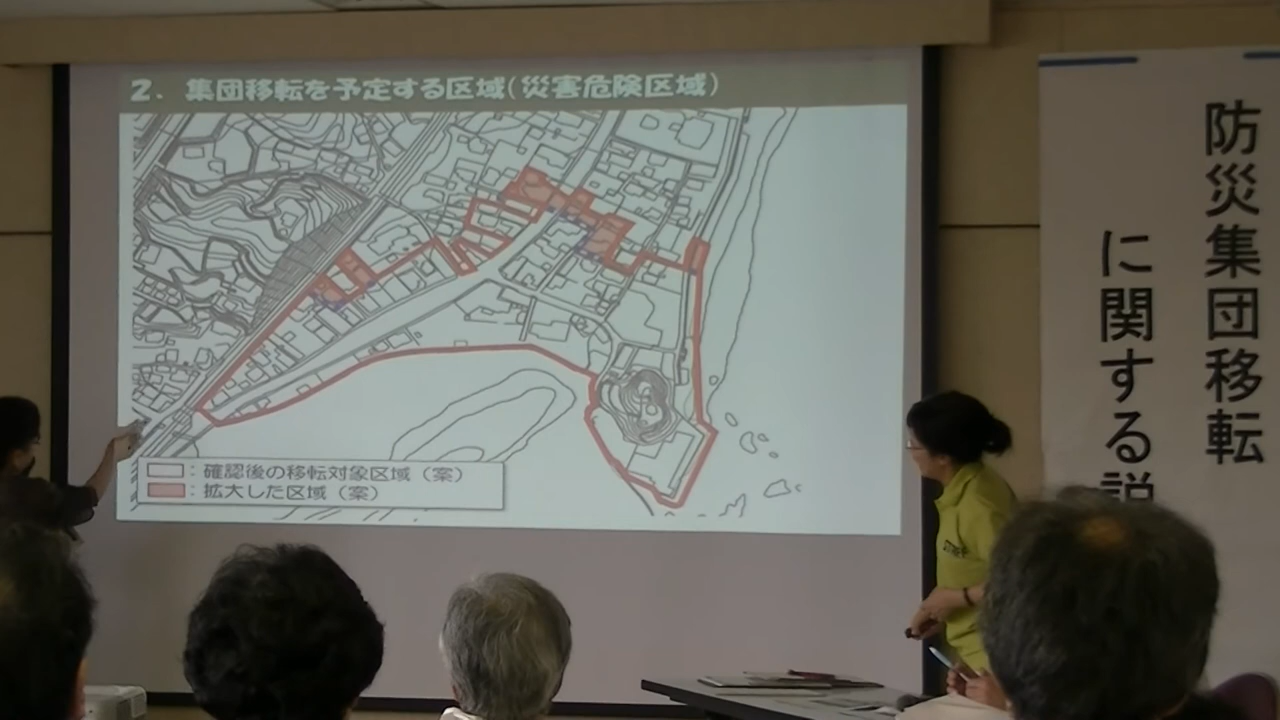 2. 集団移転を予定する区域(災害危険区域)
: 確認後の移転対象区域(案)
: 拡大した区域(案)
防災集団移転
に関する説